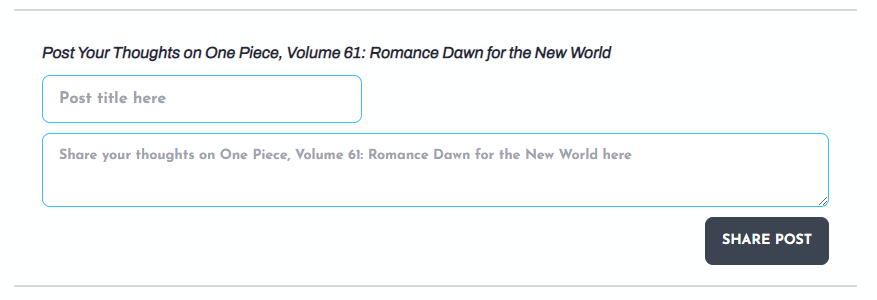 Post Your Thoughts on One Piece, Volume 61: Romance Dawn for the New World
Post title here
Share your thoughts on One Piece, Volume 61: Romance Dawn for the New World here
SHARE POST